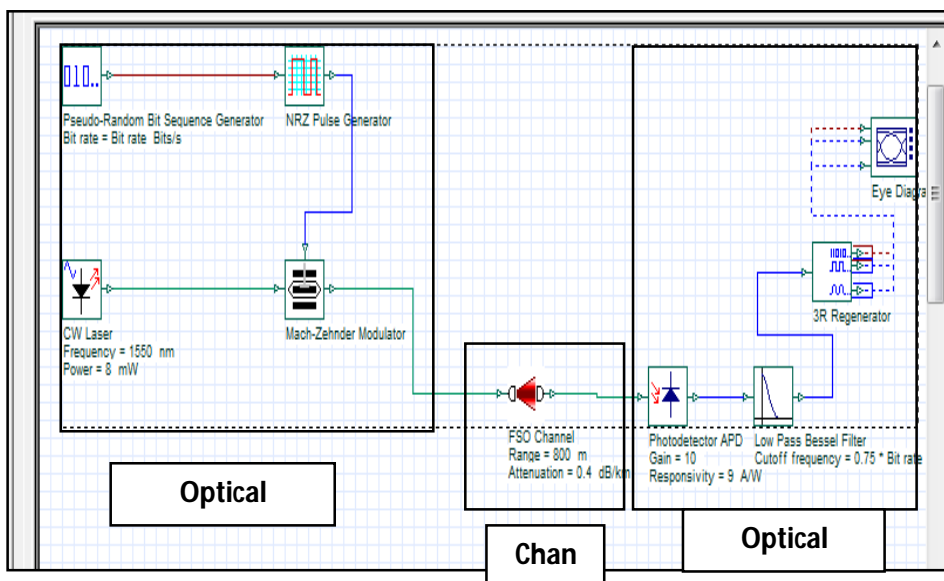 010..
Pseudo-Random Bit Sequence Generator
Bit rate = Bit rate Bits/s
NRZ Pulse Generator
CW Laser
Frequency = 1550 nm
Power = 8 mW
Mach-Zehnder Modulator
FSO Channel
Range = 800 m
Attenuation = 0.4 dB/km
Photodetector APD
Gain = 10
Responsivity = 9 A/W
Low Pass Bessel Filter
Cutoff frequency = 0.75 * Bit rate
3R Regenerator
Eye Diagra
Optical
Chan
Optical